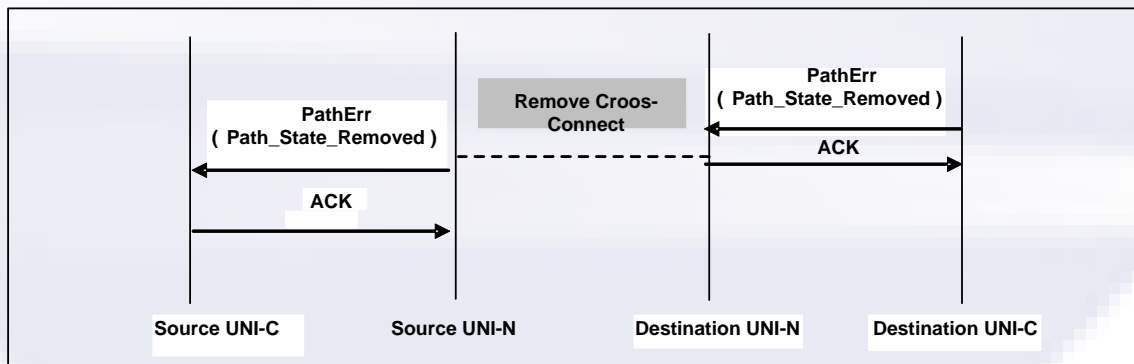 PathErr
( Path_State_Removed )
ACK
Remove Croos-
Connect
PathErr
( Path_State_Removed )
ACK
Source UNI-C
Source UNI-N
Destination UNI-N
Destination UNI-C